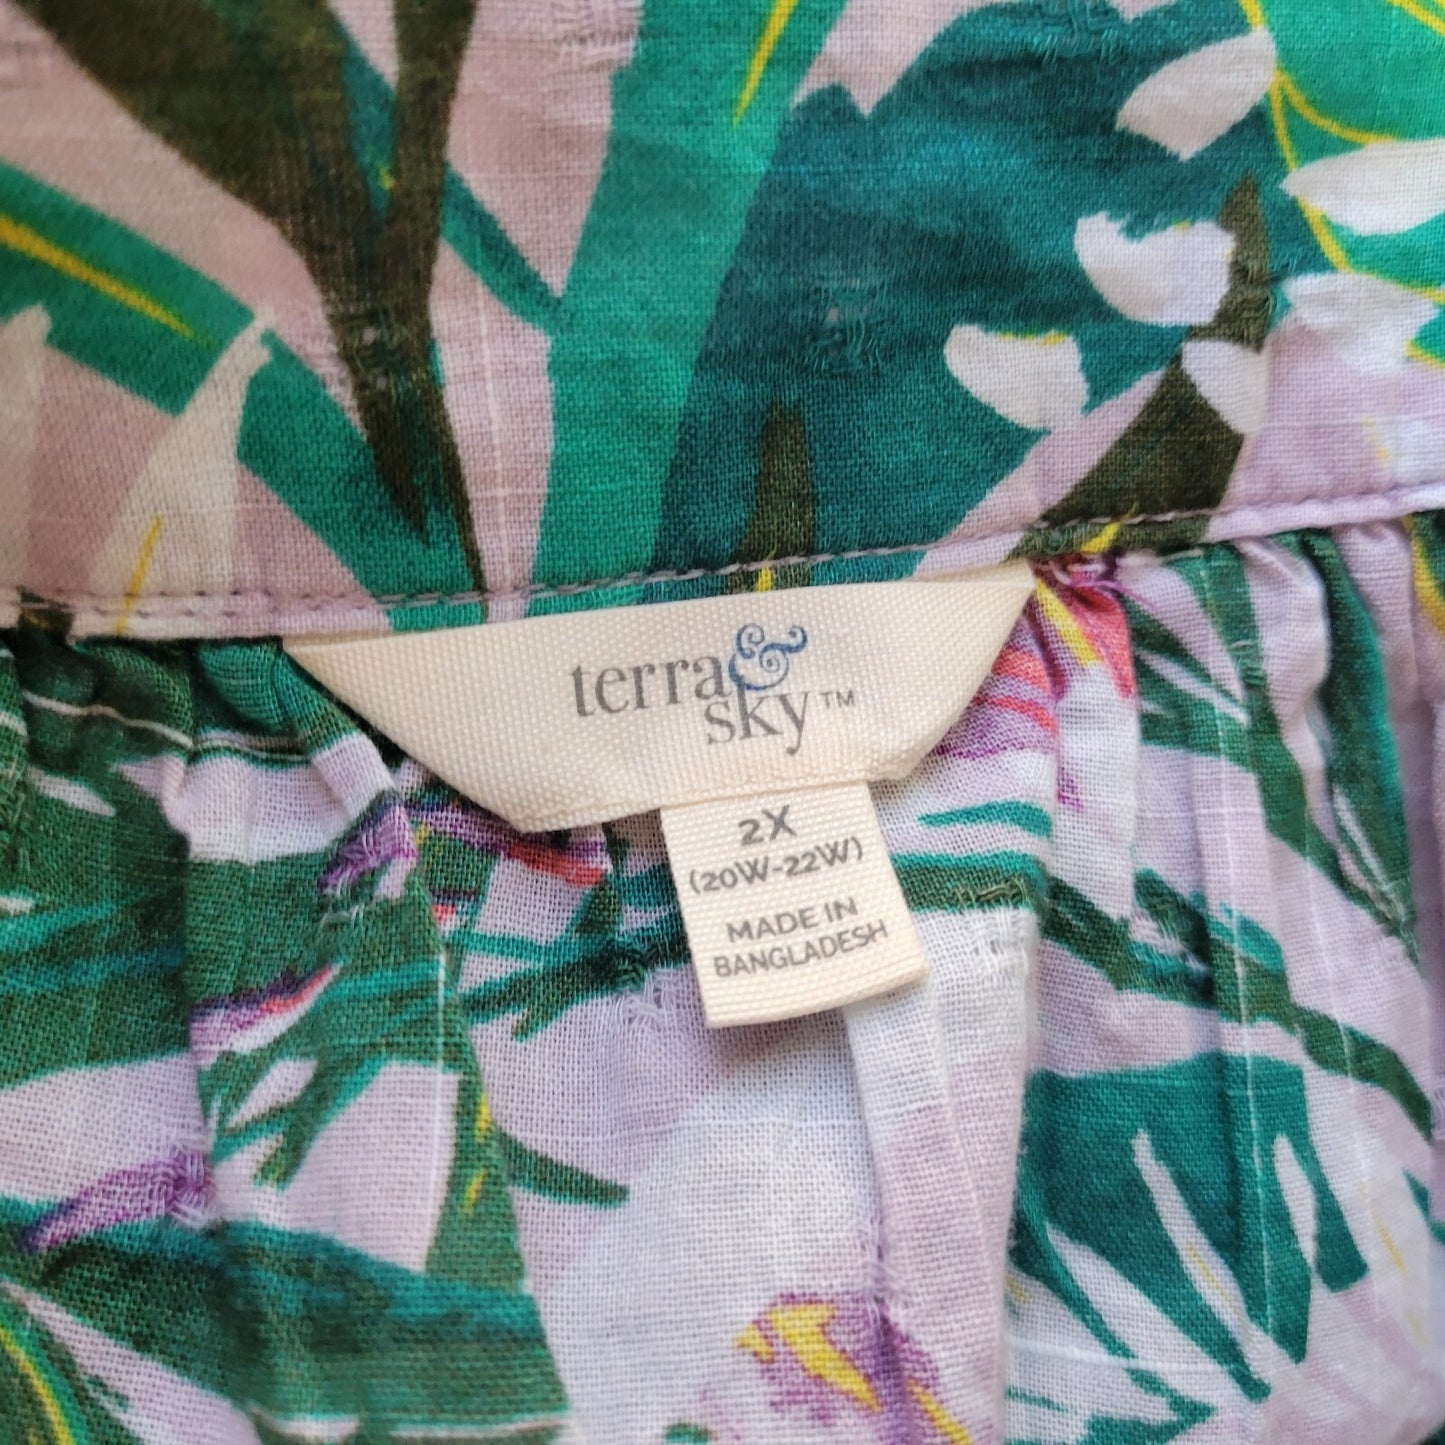 terra &
sky™
2X
(20W-22W)
MADE IN
BANGLADESH